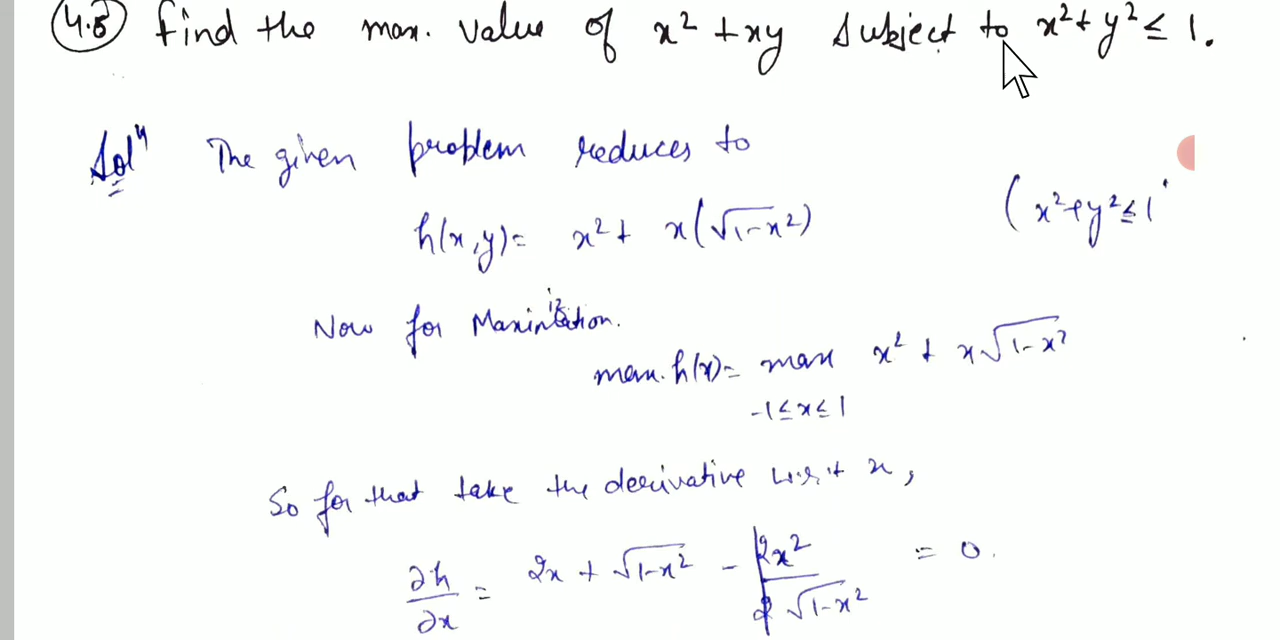 4.5 Find the max. value of x² + xy subject to x² + y² ≤ 1.
Solⁿ The given problem reduces to
h(x,y) = x² + x(√1-x²) (x²+y² ≤ 1
Now for Maximization.
max. h(x) = max x² + x√1-x²
-1 ≤ x ≤ 1
So for that take the derivative w.r.t x,
∂h/∂x = 2x + √1-x² - 2x²/2√1-x² = 0.